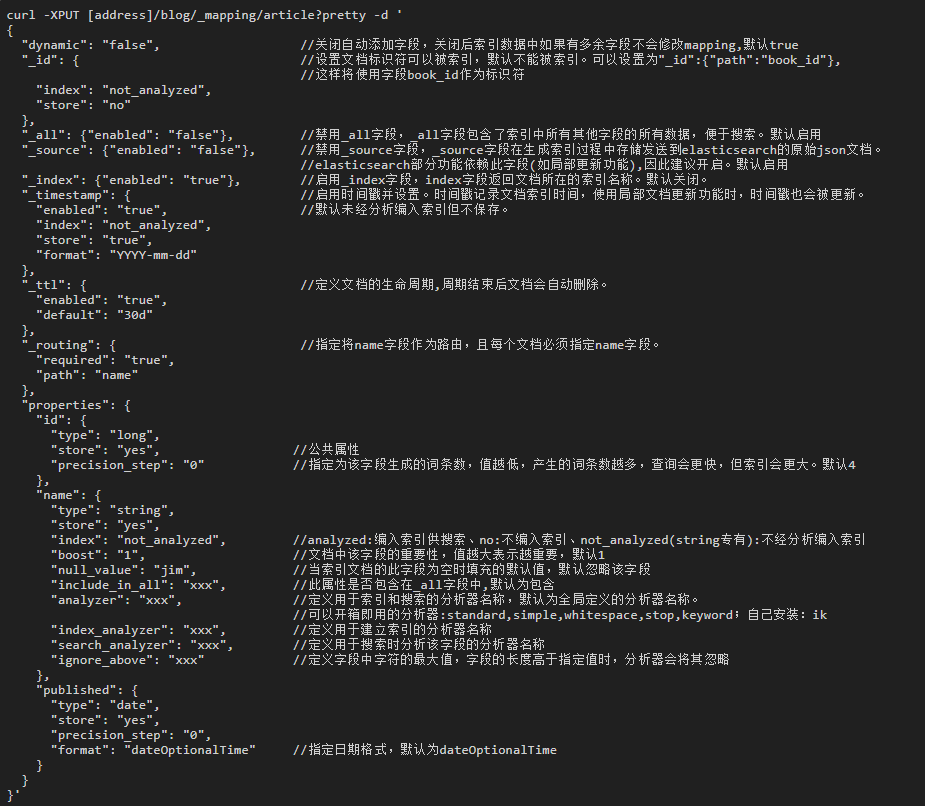 curl -XPUT [address]/blog/_mapping/article?pretty -d '
{
  "dynamic": "false",                   //关闭自动添加字段，关闭后索引数据中如果有多余字段不会修改mapping,默认true
  "_id": {                              //设置文档标识符可以被索引，默认不能被索引。可以设置为"_id":{"path":"book_id"},
                                        //这样将使用字段book_id作为标识符
    "index": "not_analyzed",
    "store": "no"
  },
  "_all": {"enabled": "false"},         //禁用_all字段，_all字段包含了索引中所有其他字段的所有数据，便于搜索。默认启用
  "_source": {"enabled": "false"},      //禁用_source字段，_source字段在生成索引过程中存储发送到elasticsearch的原始json文档。
                                        //elasticsearch部分功能依赖此字段(如局部更新功能),因此建议开启。默认启用
  "_index": {"enabled": "true"},        //启用_index字段，index字段返回文档所在的索引名称。默认关闭。
  "_timestamp": {                       //启用时间戳并设置。时间戳记录文档索引时间，使用局部文档更新功能时，时间戳也会被更新。
    "enabled": "true",                  //默认未经分析编入索引但不保存。
    "index": "not_analyzed",
    "store": "true",
    "format": "YYYY-mm-dd"
  },
  "_ttl": {                             //定义文档的生命周期,周期结束后文档会自动删除。
    "enabled": "true",
    "default": "30d"
  },
  "_routing": {                         //指定将name字段作为路由，且每个文档必须指定name字段。
    "required": "true",
    "path": "name"
  },
  "properties": {
    "id": {
      "type": "long",
      "store": "yes",                  //公共属性
      "precision_step": "0"            //指定为该字段生成的词条数，值越低，产生的词条数越多，查询会更快，但索引会更大。默认4
    },
    "name": {
      "type": "string",
      "store": "yes",
      "index": "not_analyzed",         //analyzed:编入索引供搜索、no:不编入索引、not_analyzed(string专有):不经分析编入索引
      "boost": "1",                    //文档中该字段的重要性，值越大表示越重要，默认1
      "null_value": "jim",             //当索引文档的此字段为空时填充的默认值，默认忽略该字段
      "include_in_all": "xxx",         //此属性是否包含在_all字段中,默认为包含
      "analyzer": "xxx",               //定义用于索引和搜索的分析器名称，默认为全局定义的分析器名称。
                                       //可以开箱即用的分析器:standard,simple,whitespace,stop,keyword；自己安装：ik
      "index_analyzer": "xxx",         //定义用于建立索引的分析器名称
      "search_analyzer": "xxx",        //定义用于搜索时分析该字段的分析器名称
      "ignore_above": "xxx"            //定义字段中字符的最大值，字段的长度高于指定值时，分析器会将其忽略
    },
    "published": {
      "type": "date",
      "store": "yes",
      "precision_step": "0",
      "format": "dateOptionalTime"     //指定日期格式，默认为dateOptionalTime
    }
  }
}'